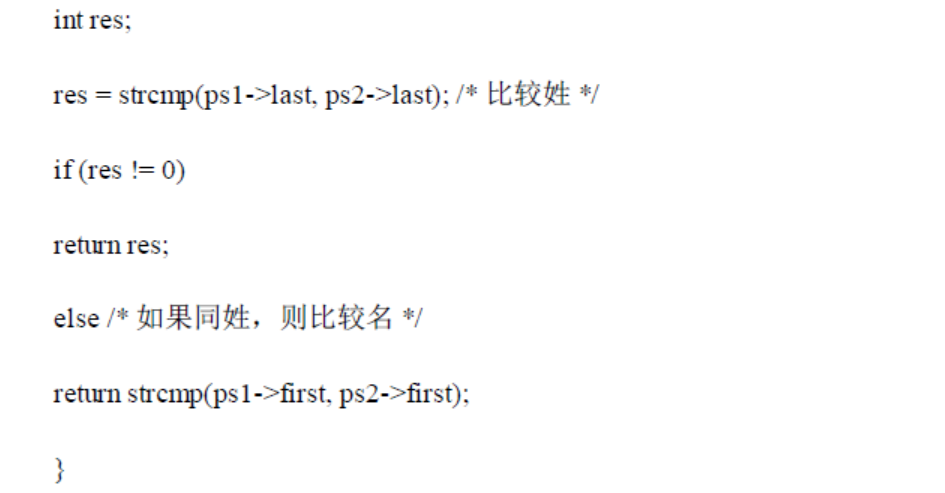 int res;
res = strcmp(ps1->last, ps2->last); /* 比较姓 */
if (res != 0)
return res;
else /* 如果同姓，则比较名 */
return strcmp(ps1->first, ps2->first);
}